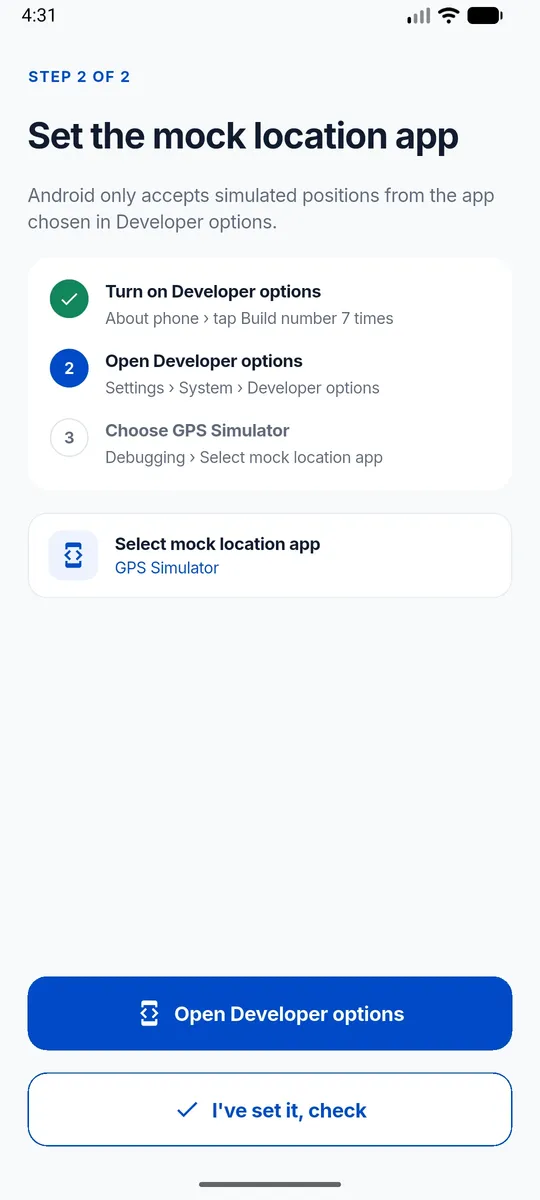 4:31
STEP 2 OF 2
Set the mock location app
Android only accepts simulated positions from the app
chosen in Developer options.
Turn on Developer options
About phone › tap Build number 7 times
2
Open Developer options
Settings › System › Developer options
3
Choose GPS Simulator
Debugging › Select mock location app
Select mock location app
GPS Simulator
Open Developer options
I've set it, check